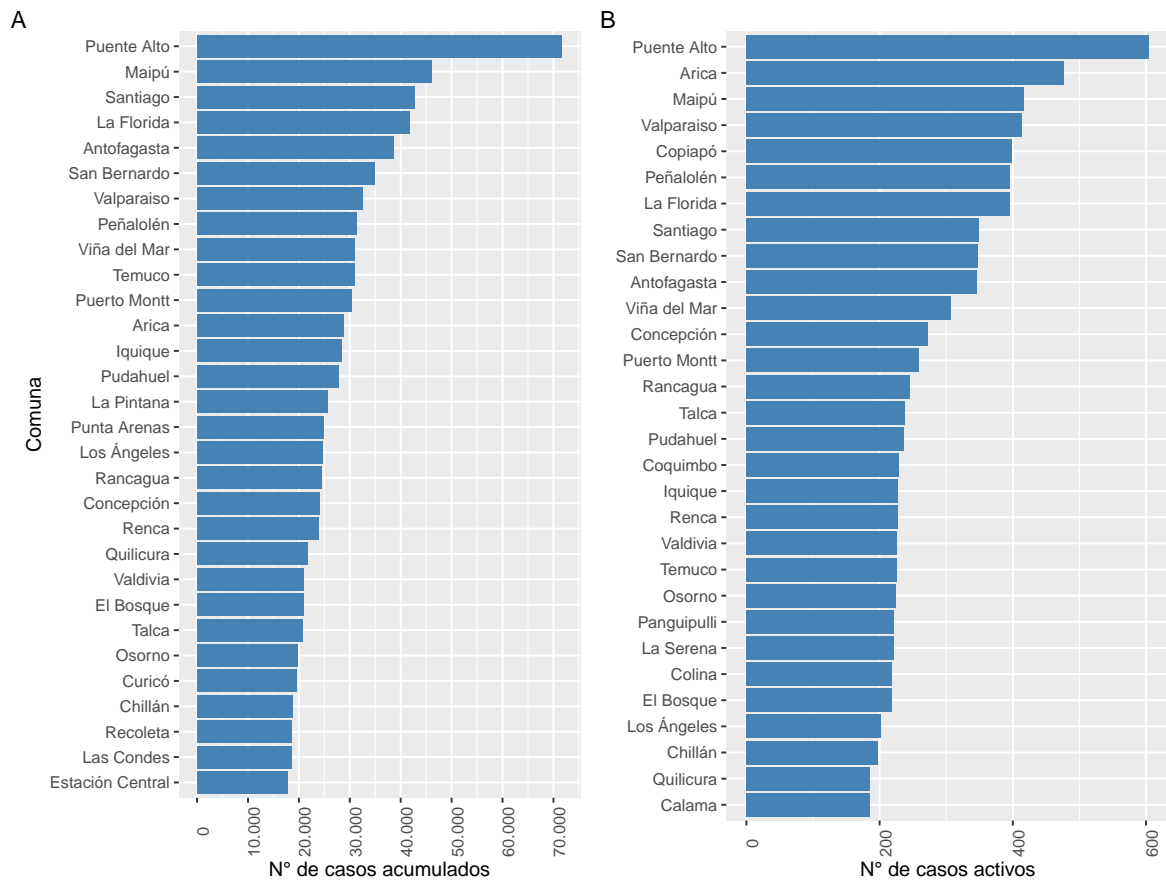 A
Puente Alto
Maipú
Santiago
La Florida
Antofagasta
San Bernardo
Valparaiso
Peñalolén
Viña del Mar
Temuco
Puerto Montt
Arica
Iquique
Pudahuel
La Pintana
Punta Arenas
Los Ángeles
Rancagua
Concepción
Renca
Quilicura
Valdivia
El Bosque
Talca
Osorno
Curicó
Chillán
Recoleta
Las Condes
Estación Central
Comuna
0
10.000
20.000
30.000
40.000
50.000
60.000
70.000
N° de casos acumulados
B
Puente Alto
Arica
Maipú
Valparaiso
Copiapó
Peñalolén
La Florida
Santiago
San Bernardo
Antofagasta
Viña del Mar
Concepción
Puerto Montt
Rancagua
Talca
Pudahuel
Coquimbo
Iquique
Renca
Valdivia
Temuco
Osorno
Panguipulli
La Serena
Colina
El Bosque
Los Ángeles
Chillán
Quilicura
Calama
0
200
400
600
N° de casos activos